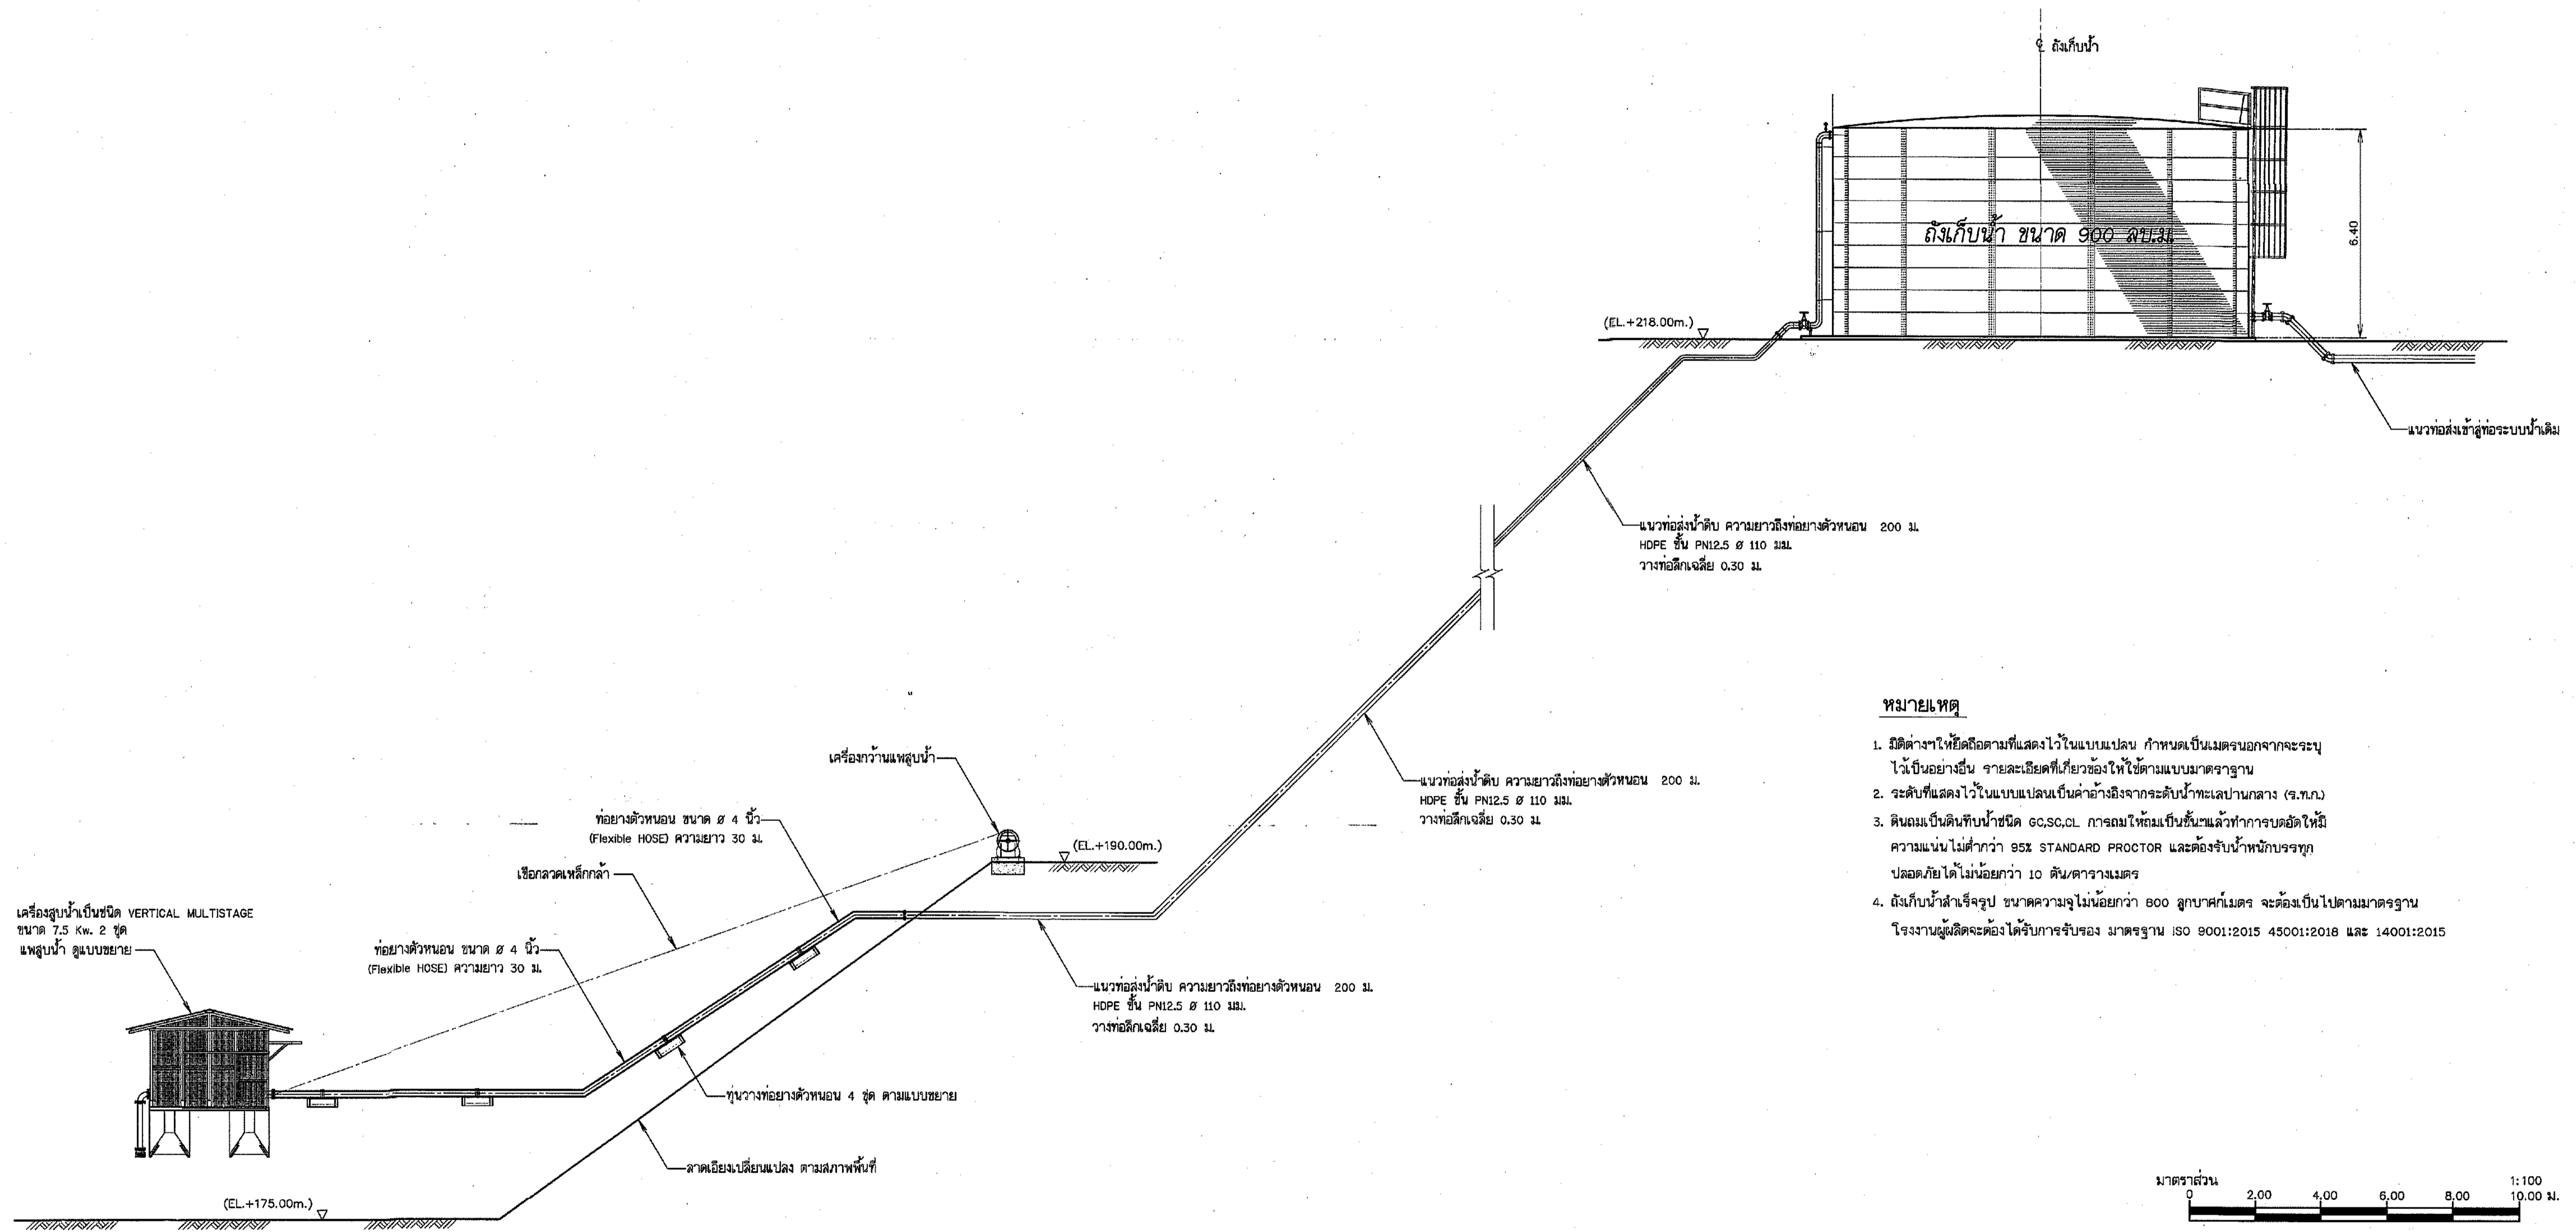 ℄ ถังเก็บน้ำ
ถังเก็บน้ำ ขนาด 900 ลบ.ม.
6.40
(EL.+218.00m.)
แนวท่อส่งเข้าสู่ท่อระบบน้ำเดิม
แนวท่อส่งน้ำดิบ ความยาวถึงท่อยางตัวหนอน 200 ม.
HDPE ชั้น PN12.5 Ø 110 มม.
วางท่อลึกเฉลี่ย 0.30 ม.
หมายเหตุ
1. มิติต่างๆให้ยึดถือตามที่แสดงไว้ในแบบแปลน กำหนดเป็นเมตรนอกจากจะระบุ
ไว้เป็นอย่างอื่น รายละเอียดที่เกี่ยวข้องให้ใช้ตามแบบมาตราฐาน
2. ระดับที่แสดงไว้ในแบบแปลนเป็นค่าอ้างอิงจากระดับน้ำทะเลปานกลาง (ร.ท.ก.)
3. ดินถมเป็นดินทึบน้ำชนิด GC,SC,CL การถมให้ถมเป็นชั้นๆแล้วทำการบดอัดให้มี
ความแน่นไม่ต่ำกว่า 95% STANDARD PROCTOR และต้องรับน้ำหนักบรรทุก
ปลอดภัยได้ไม่น้อยกว่า 10 ตัน/ตารางเมตร
4. ถังเก็บน้ำสำเร็จรูป ขนาดความจุไม่น้อยกว่า 800 ลูกบาศก์เมตร จะต้องเป็นไปตามมาตรฐาน
โรงงานผู้ผลิตจะต้องได้รับการรับรอง มาตรฐาน ISO 9001:2015 45001:2018 และ 14001:2015
เครื่องกว้านแพสูบน้ำ
แนวท่อส่งน้ำดิบ ความยาวถึงท่อยางตัวหนอน 200 ม.
HDPE ชั้น PN12.5 Ø 110 มม.
วางท่อลึกเฉลี่ย 0.30 ม.
ท่อยางตัวหนอน ขนาด Ø 4 นิ้ว
(Flexible HOSE) ความยาว 30 ม.
(EL.+190.00m.)
เชือกลวดเหล็กกล้า
เครื่องสูบน้ำเป็นชนิด VERTICAL MULTISTAGE
ขนาด 7.5 Kw. 2 ชุด
แพสูบน้ำ ดูแบบขยาย
ท่อยางตัวหนอน ขนาด Ø 4 นิ้ว
(Flexible HOSE) ความยาว 30 ม.
แนวท่อส่งน้ำดิบ ความยาวถึงท่อยางตัวหนอน 200 ม.
HDPE ชั้น PN12.5 Ø 110 มม.
วางท่อลึกเฉลี่ย 0.30 ม.
ทุ่นวางท่อยางตัวหนอน 4 ชุด ตามแบบขยาย
ลาดเอียงเปลี่ยนแปลง ตามสภาพพื้นที่
(EL.+175.00m.)
มาตราส่วน 1:100
0 2.00 4.00 6.00 8.00 10.00 ม.